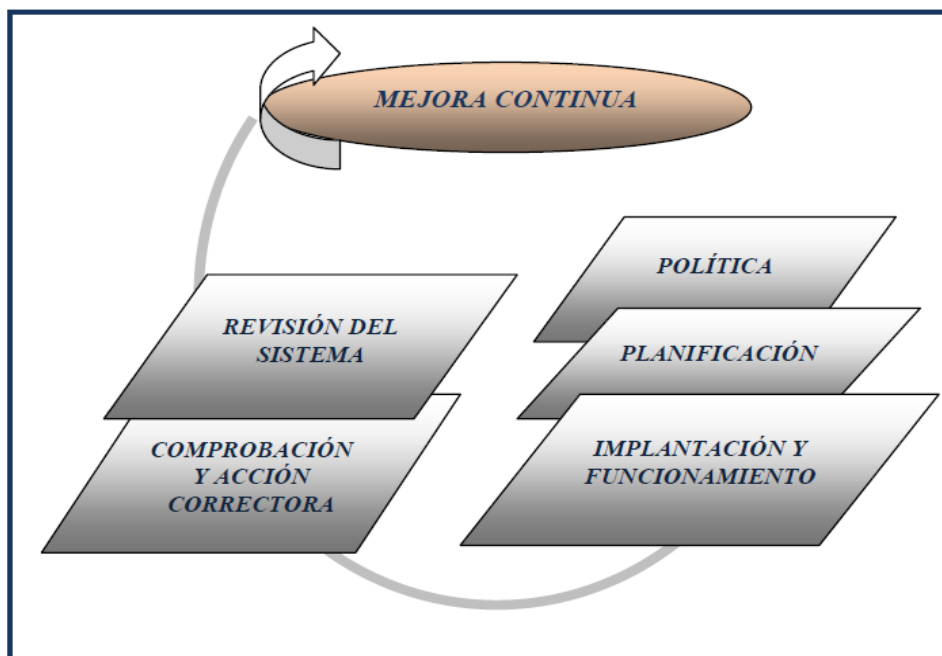 MEJORA CONTINUA
POLÍTICA
PLANIFICACIÓN
IMPLANTACIÓN Y
FUNCIONAMIENTO
REVISIÓN DEL
SISTEMA
COMPROBACIÓN
Y ACCIÓN
CORRECTORA